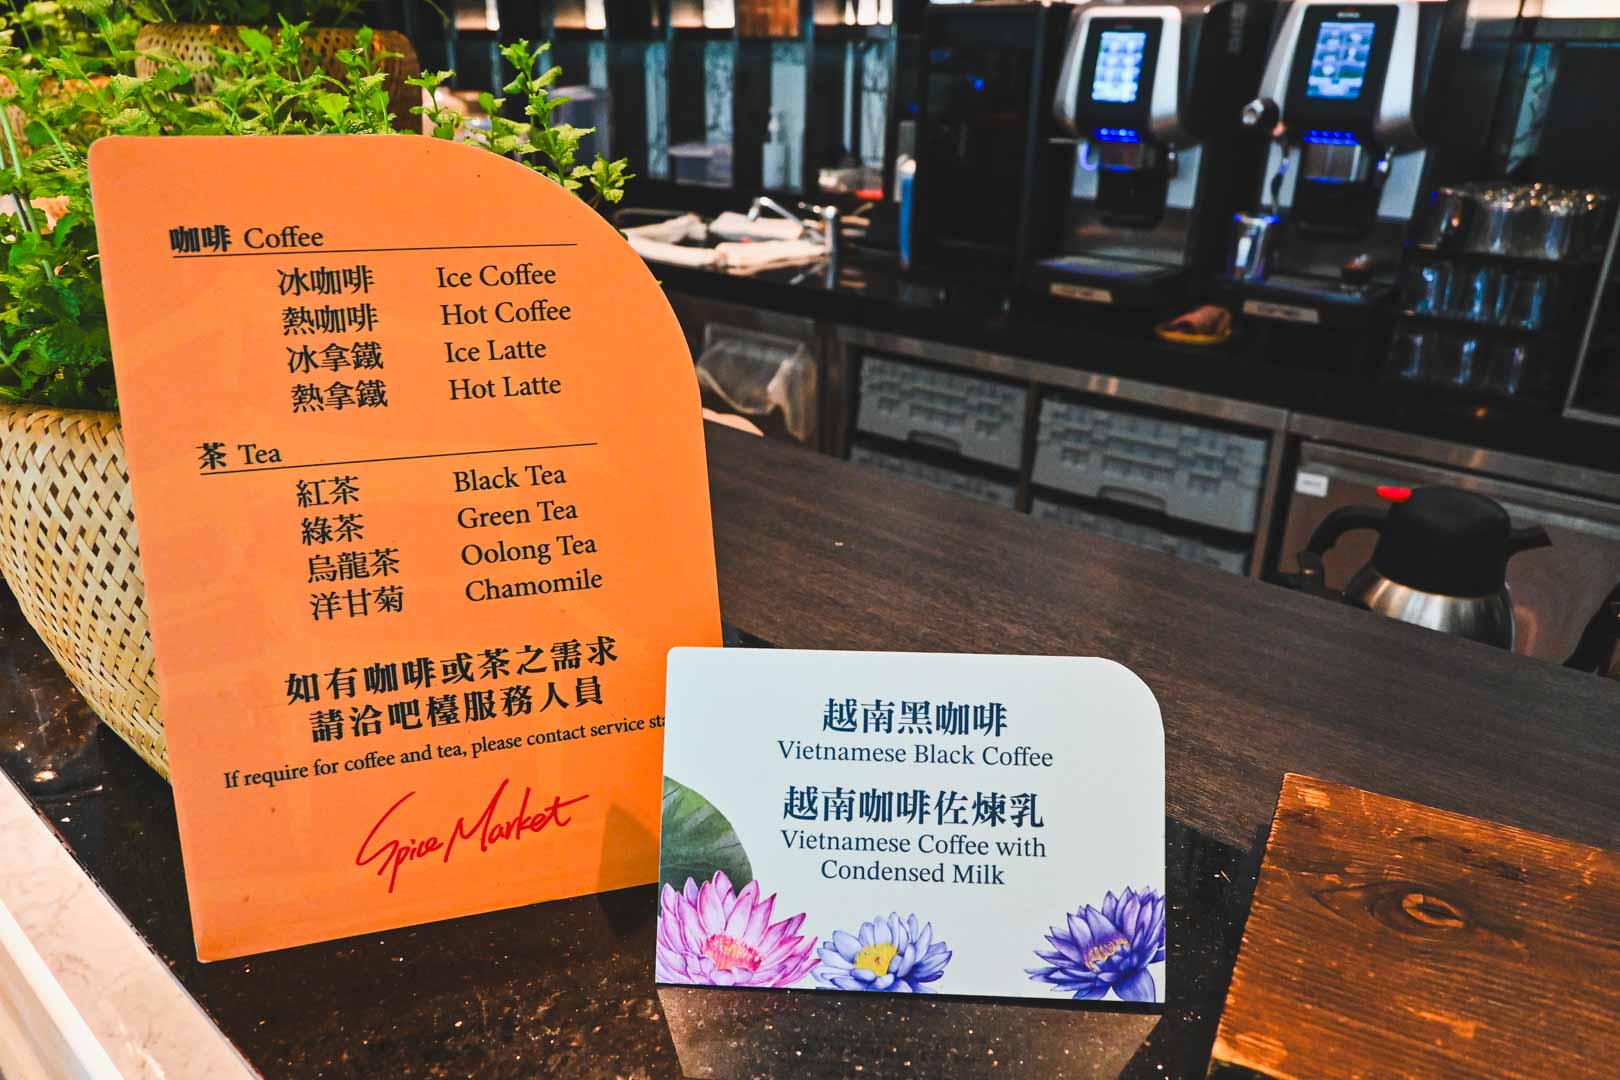 咖啡 Coffee
冰咖啡 Ice Coffee
熱咖啡 Hot Coffee
冰拿鐵 Ice Latte
熱拿鐵 Hot Latte
茶 Tea
紅茶 Black Tea
綠茶 Green Tea
烏龍茶 Oolong Tea
洋甘菊 Chamomile
如有咖啡或茶之需求
請洽吧檯服務人員
If require for coffee and tea, please contact service
Spice Market
越南黑咖啡
Vietnamese Black Coffee
越南咖啡佐煉乳
Vietnamese Coffee with
Condensed Milk